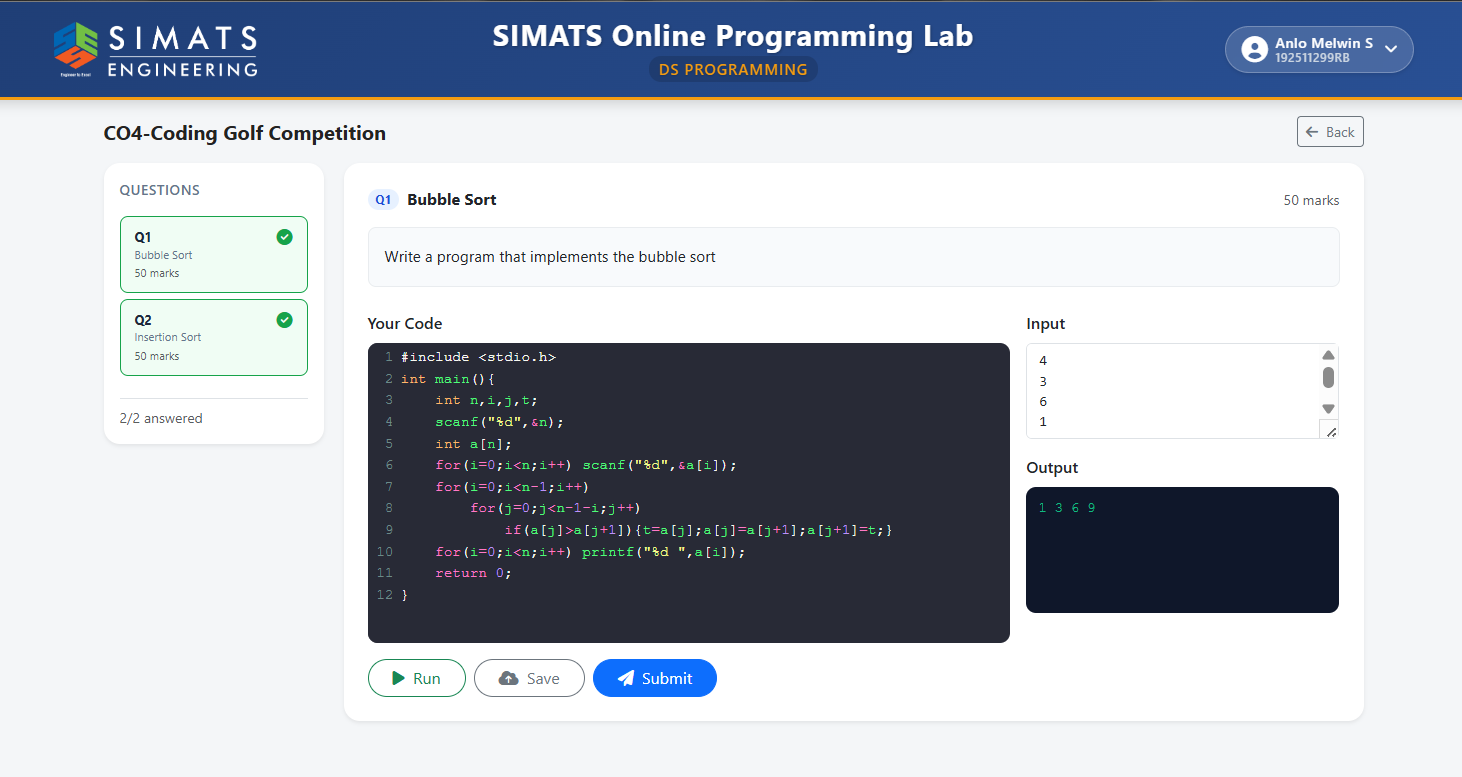 SIMATS
ENGINEERING
Engineer to Excel
SIMATS Online Programming Lab
DS PROGRAMMING
Anlo Melwin S
192511299RB
CO4-Coding Golf Competition
Back
QUESTIONS
Q1
Bubble Sort
50 marks
Q2
Insertion Sort
50 marks
2/2 answered
Q1 Bubble Sort
50 marks
Write a program that implements the bubble sort
Your Code
1 #include <stdio.h>
2 int main(){
3     int n,i,j,t;
4     scanf("%d",&n);
5     int a[n];
6     for(i=0;i<n;i++) scanf("%d",&a[i]);
7     for(i=0;i<n-1;i++)
8         for(j=0;j<n-1-i;j++)
9             if(a[j]>a[j+1]){t=a[j];a[j]=a[j+1];a[j+1]=t;}
10     for(i=0;i<n;i++) printf("%d ",a[i]);
11     return 0;
12 }
Input
4
3
6
1
Output
1 3 6 9
Run
Save
Submit